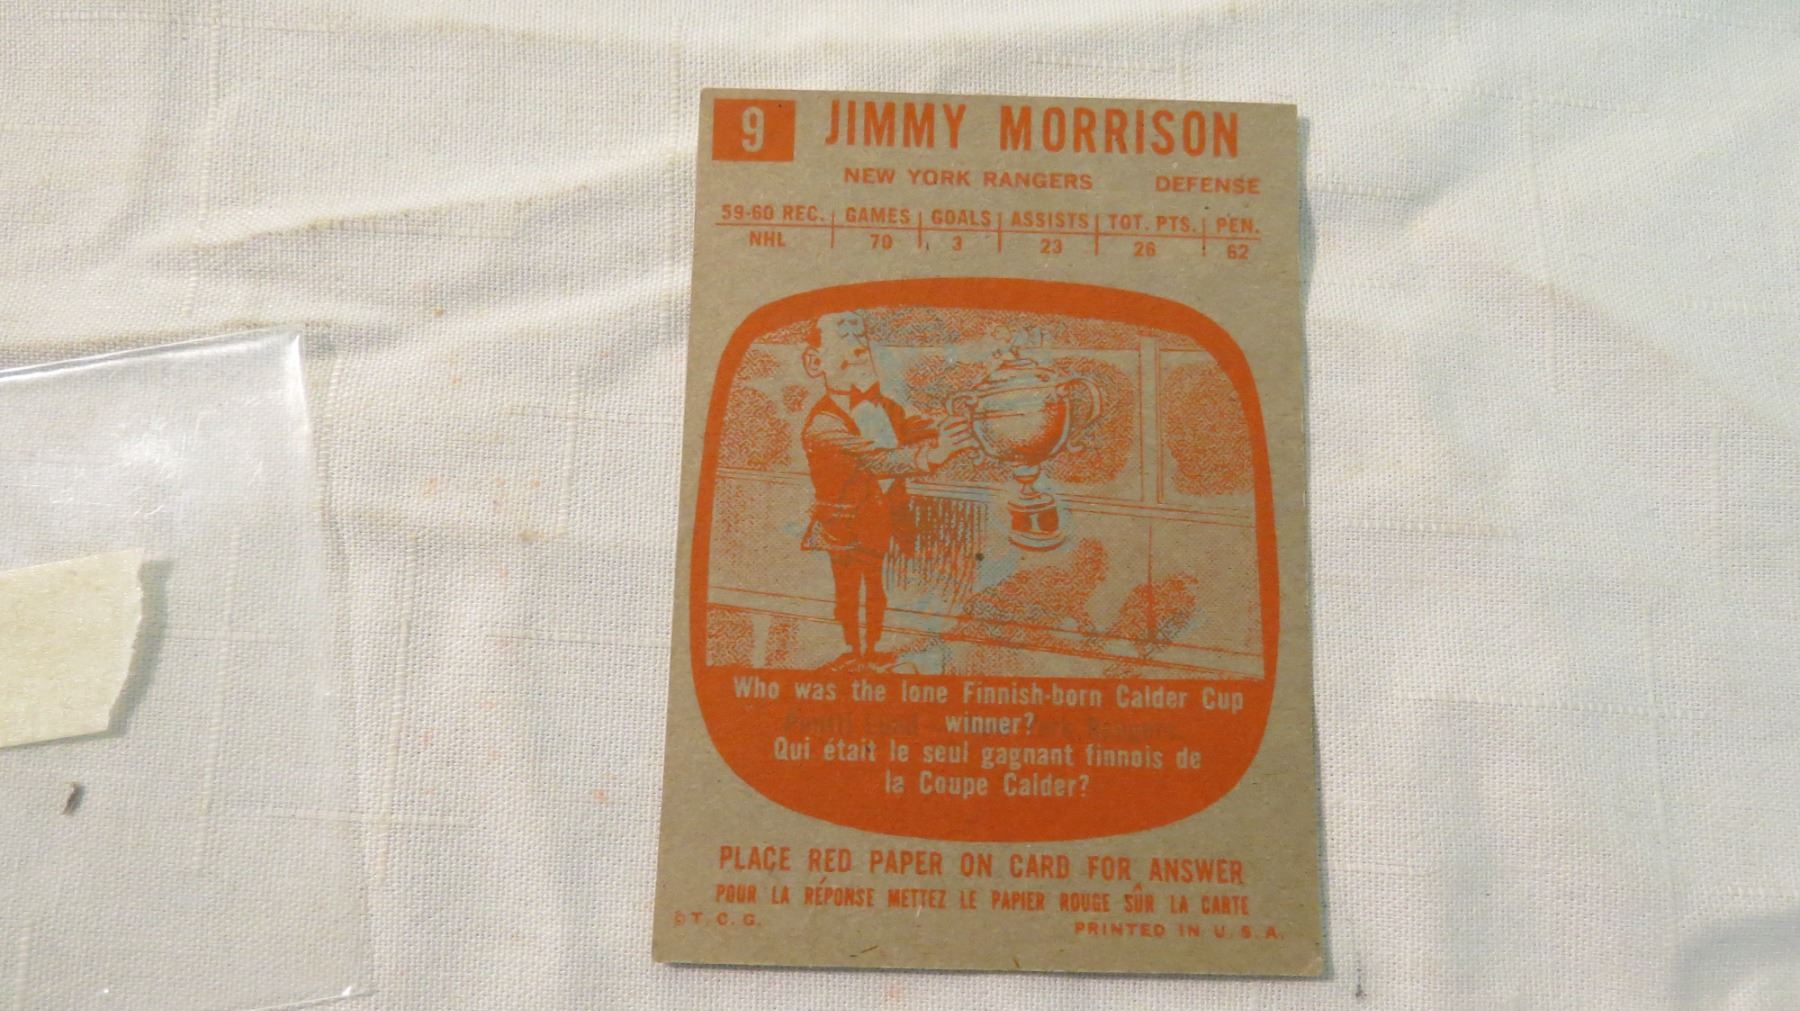 9 JIMMY MORRISON
NEW YORK RANGERS DEFENSE
59-60 REC. GAMES GOALS ASSISTS TOT. PTS. PEN.
NHL 70 3 23 26 62
Who was the lone Finnish-born Calder Cup
winner?
Qui était le seul gagnant finnois de
la Coupe Calder?
PLACE RED PAPER ON CARD FOR ANSWER
POUR LA RÉPONSE METTEZ LE PAPIER ROUGE SÛR LA CARTE
©T.C.G. PRINTED IN U.S.A.